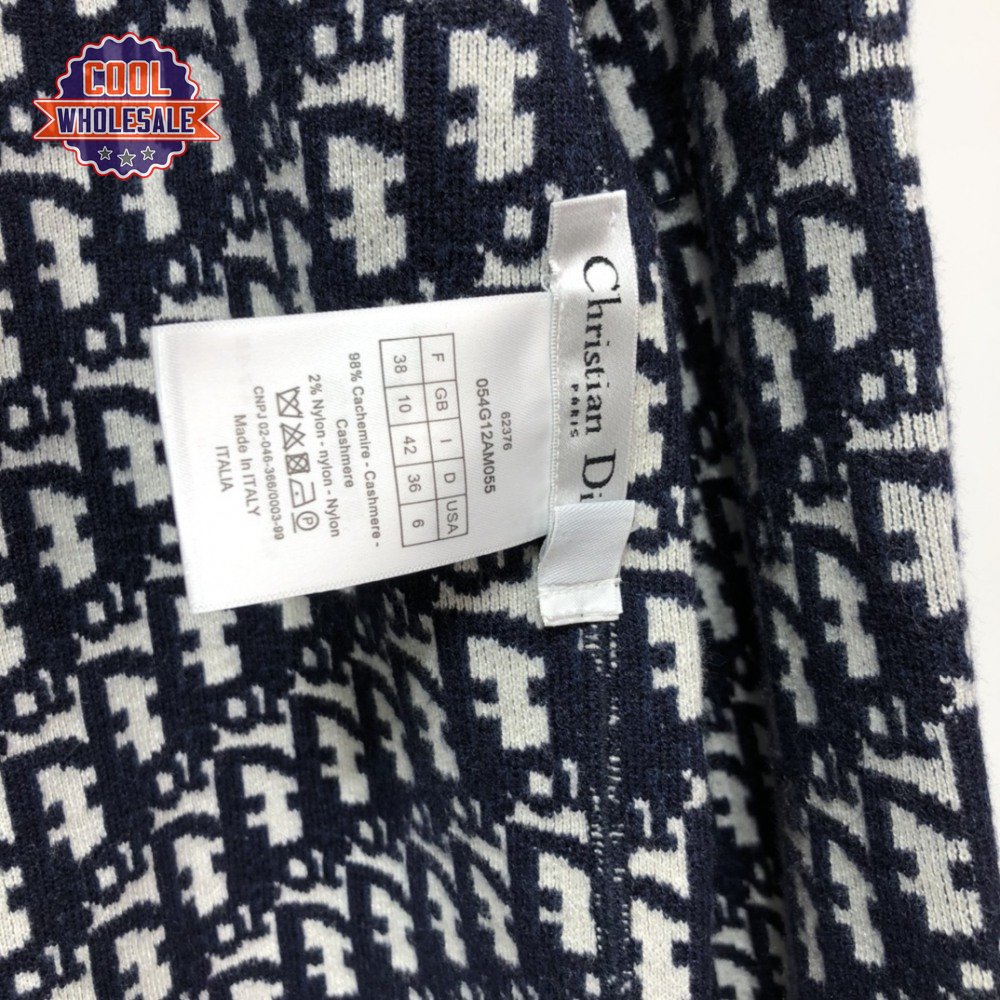 COOL
WHOLESALE
Christian Di
PARIS
62376
054G12AM055
F GB I D USA
38 10 42 36 6
98% Cachemire - Cashmere -
Cashmere
2% Nylon - nylon - Nylon
P
CNPJ 02-046-366/0003-99
Made In ITALY
ITALIA